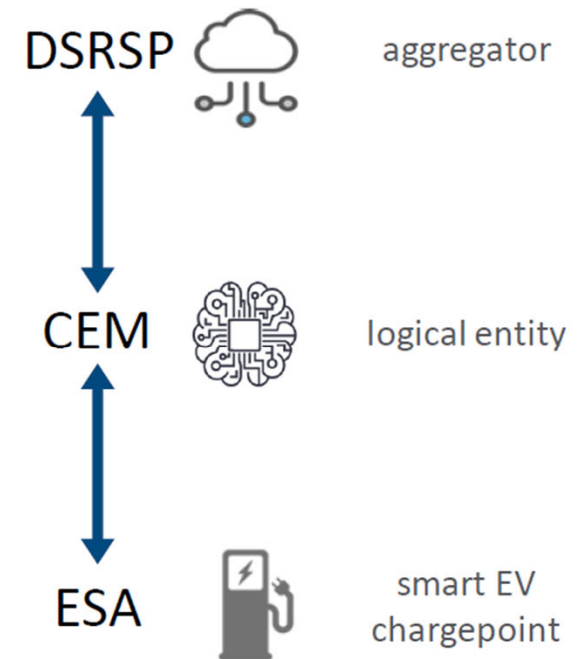 DSRSP
aggregator
CEM
logical entity
ESA
smart EV
chargepoint